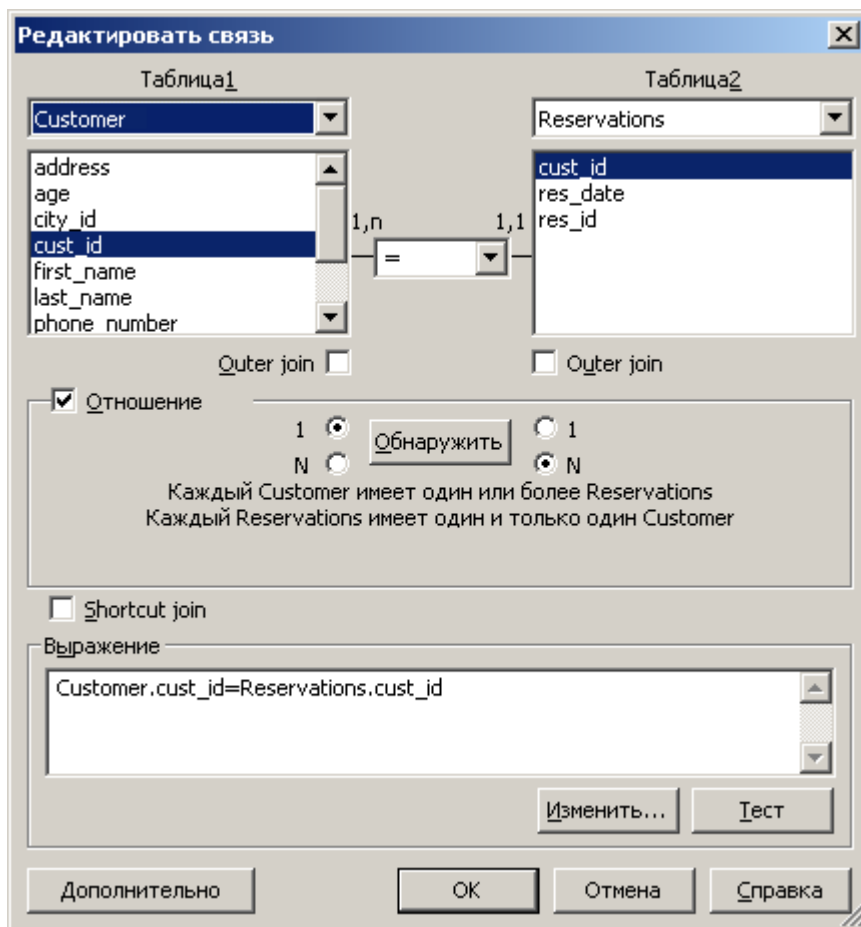 Редактировать связь
Таблица1 Таблица2
Customer Reservations
address cust_id
age res_date
city_id 1,n 1,1 res_id
cust_id =
first_name
last_name
phone_number
Outer join Outer join
Отношение
1 Обнаружить 1
N N
Каждый Customer имеет один или более Reservations
Каждый Reservations имеет один и только один Customer
Shortcut join
Выражение
Customer.cust_id=Reservations.cust_id
Изменить... Тест
Дополнительно OK Отмена Справка